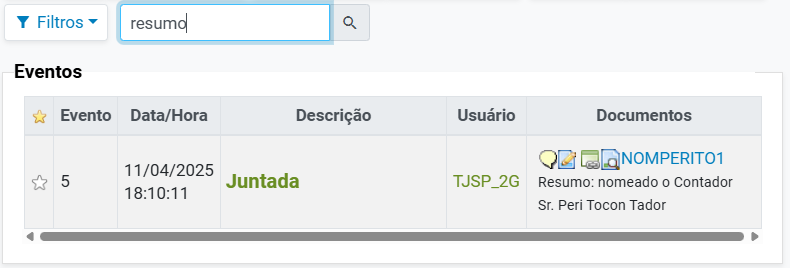 Filtros
resumo
Eventos
Evento Data/Hora Descrição Usuário Documentos
5 11/04/2025 18:10:11 Juntada TJSP_2G NOMPERITO1
Resumo: nomeado o Contador
Sr. Peri Tocon Tador